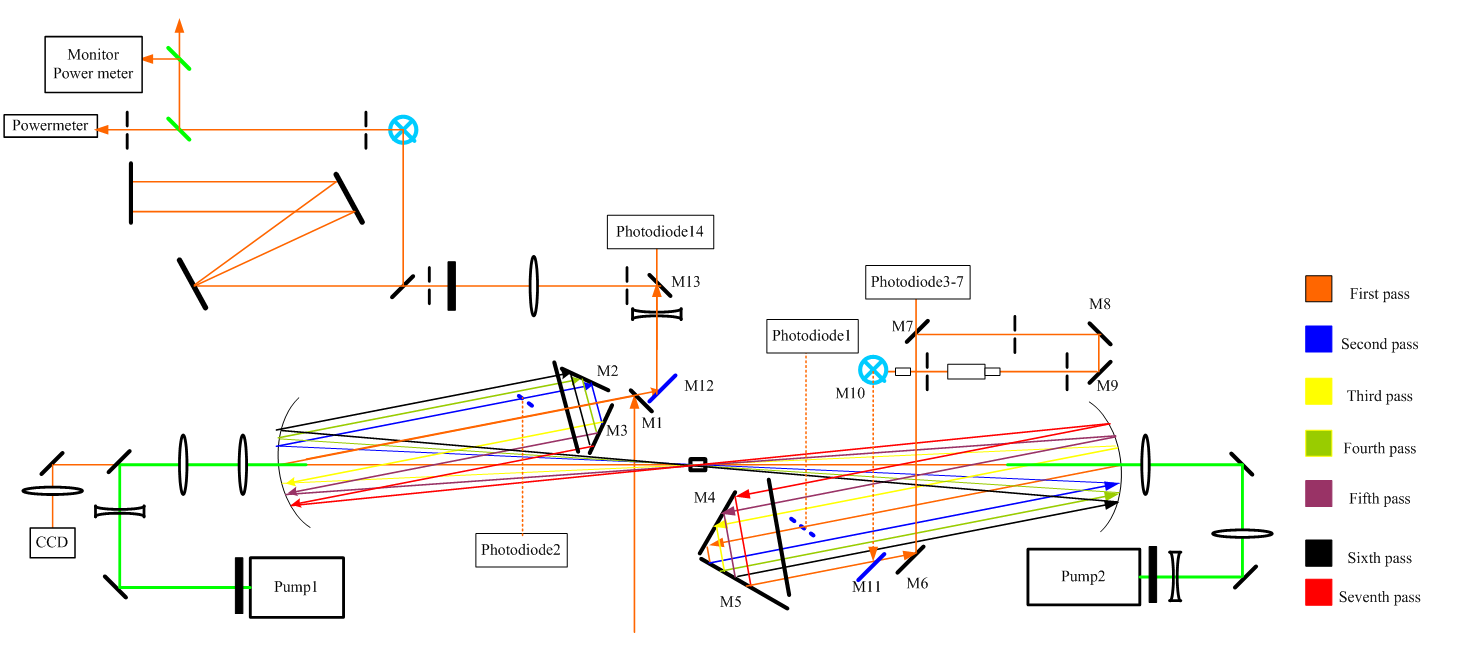 Monitor
Power meter
Powermeter
Photodiode14
M13
Photodiode3-7
M8
M7
First pass
Photodiode1
Second pass
M2
M10
M9
M12
Third pass
M1
M3
Fourth pass
M4
Fifth pass
CCD
Photodiode2
Sixth pass
Pump1
M11
M6
Pump2
M5
Seventh pass